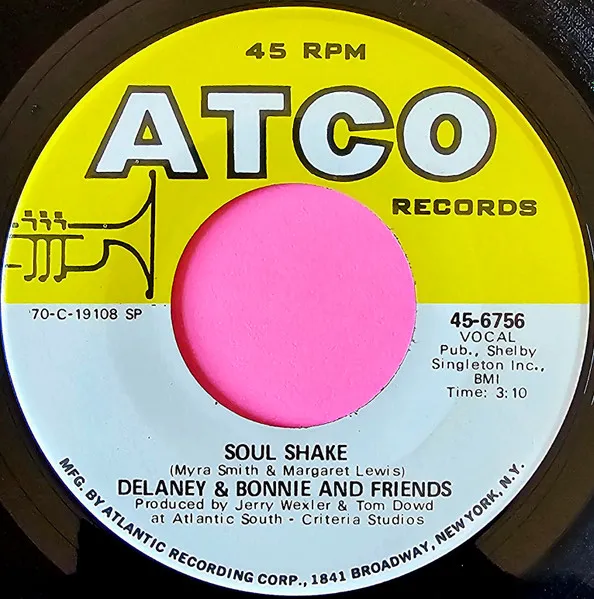 45 RPM
ATCO
RECORDS
70-C-19108 SP
45-6756
VOCAL
Pub., Shelby
Singleton Inc.,
BMI
Time: 3:10
SOUL SHAKE
(Myra Smith & Margaret Lewis)
DELANEY & BONNIE AND FRIENDS
Produced by Jerry Wexler & Tom Dowd
at Atlantic South - Criteria Studios
MFG. BY ATLANTIC RECORDING CORP., 1841 BROADWAY, NEW YORK, N.Y.